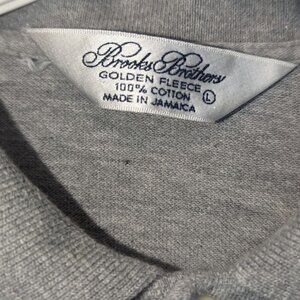 Brooks Brothers
GOLDEN FLEECE
100% COTTON L
MADE IN JAMAICA